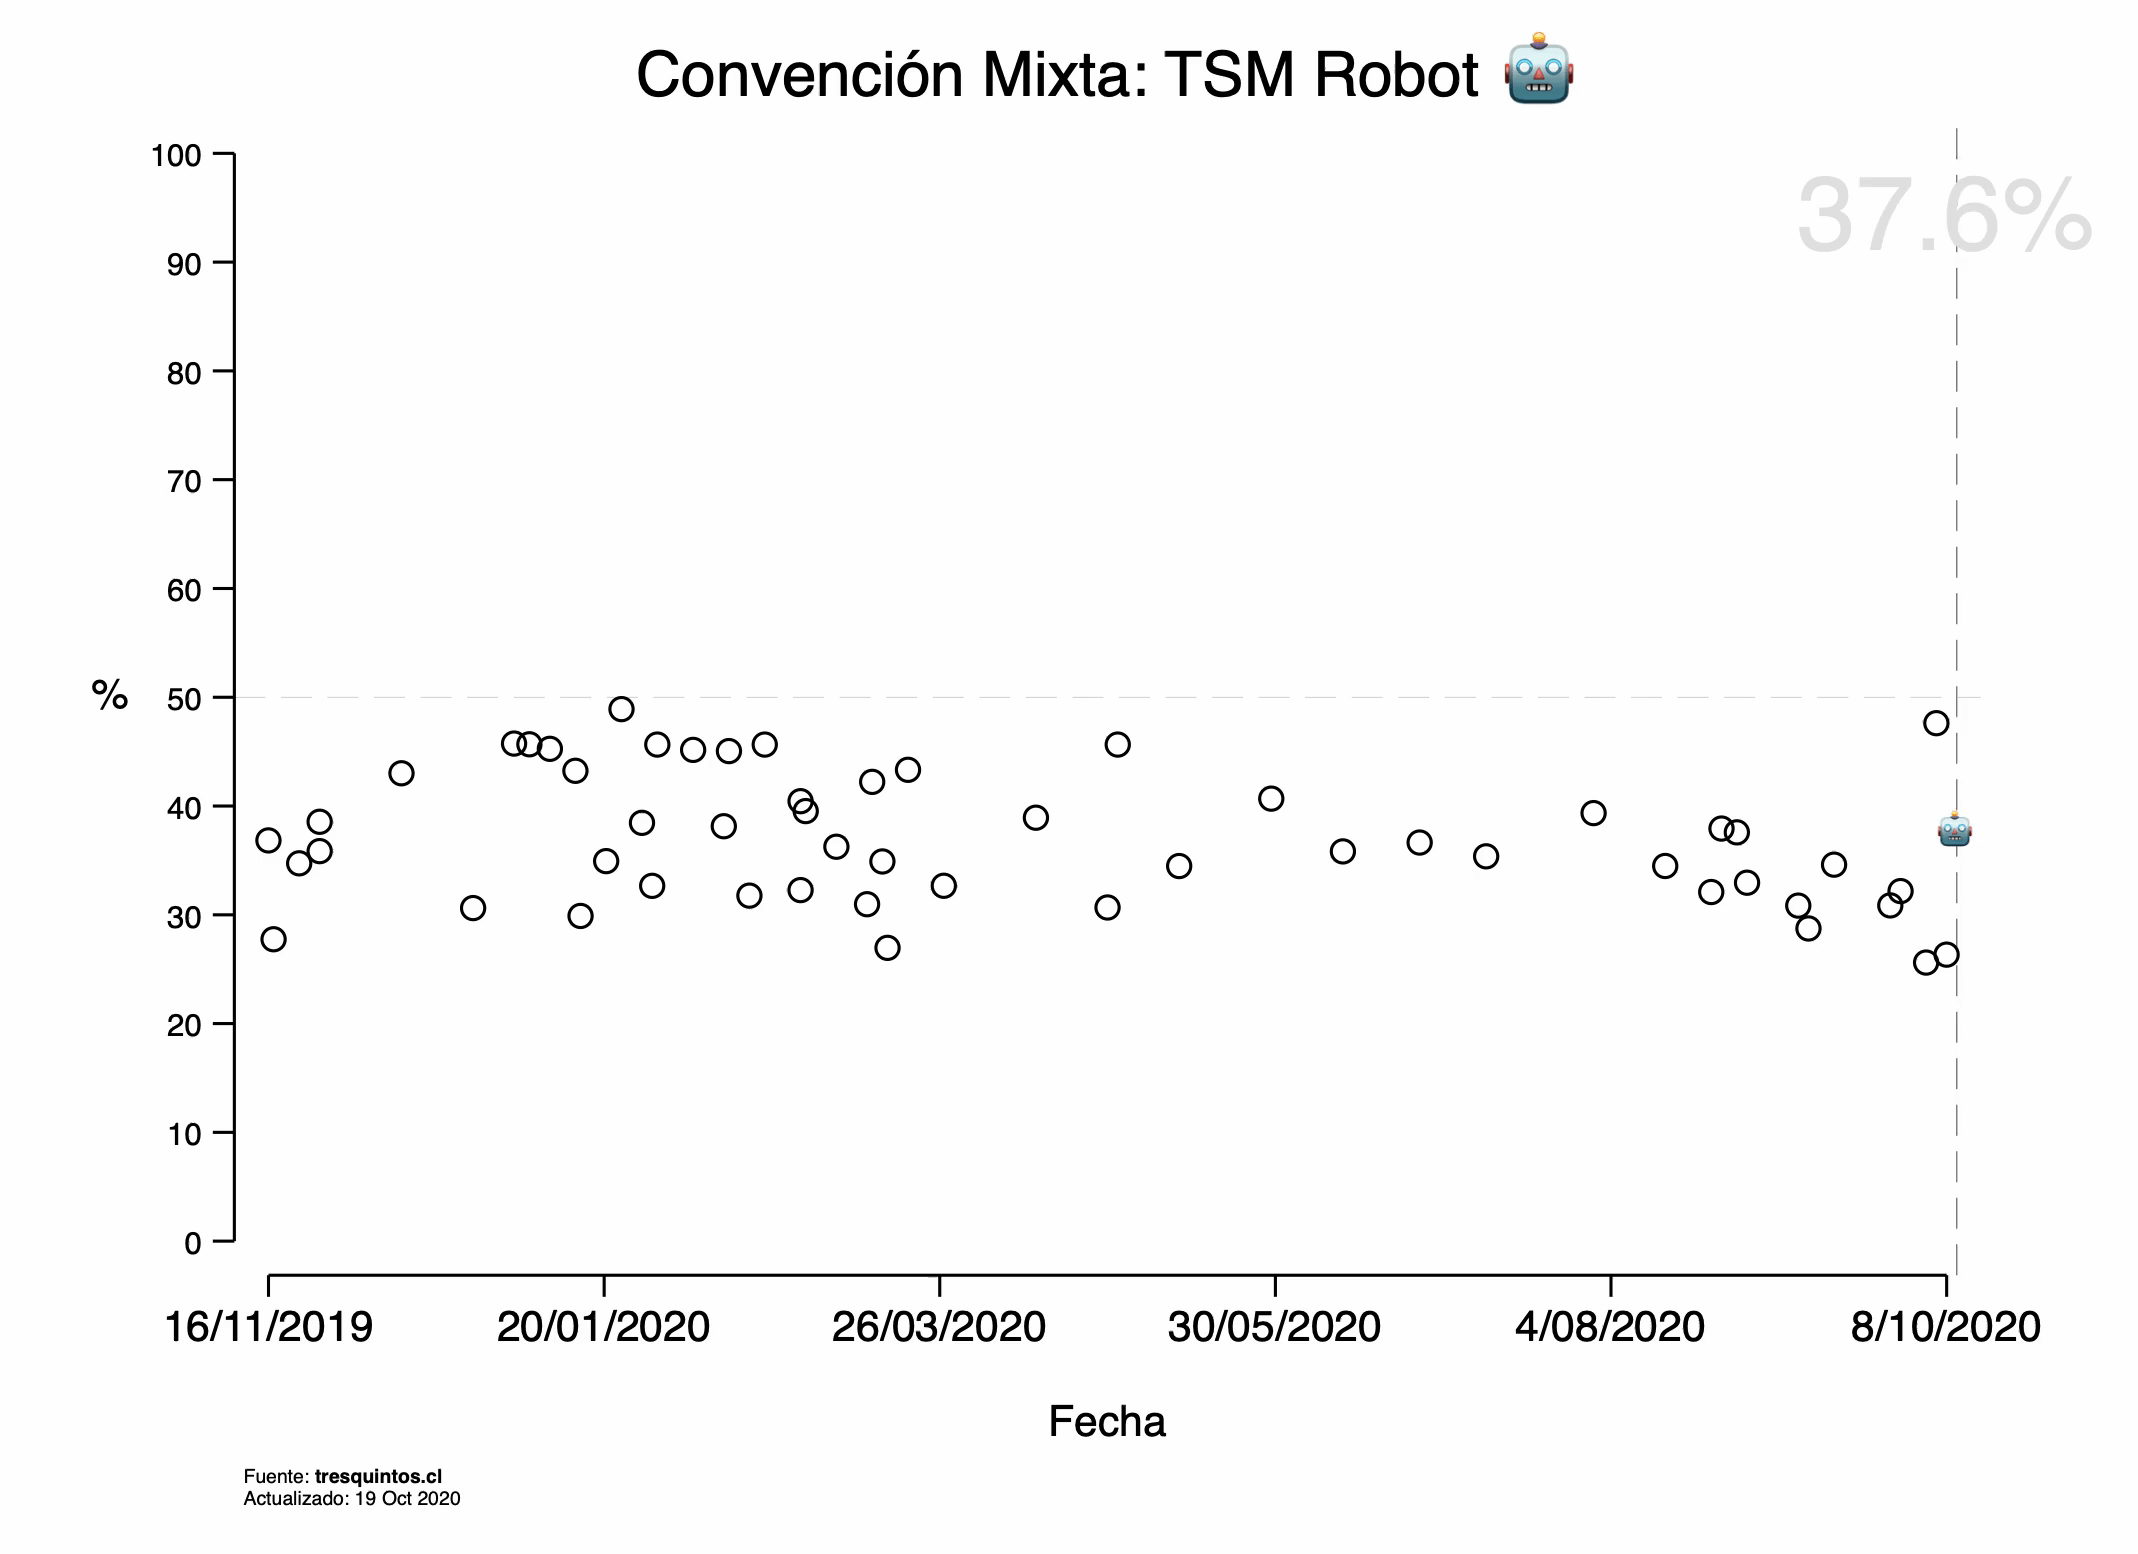 Convención Mixta: TSM Robot 🤖
37.6%
100
90
80
70
60
50
40
30
20
10
0
%
16/11/2019 20/01/2020 26/03/2020 30/05/2020 4/08/2020 8/10/2020
Fecha
Fuente: tresquintos.cl
Actualizado: 19 Oct 2020